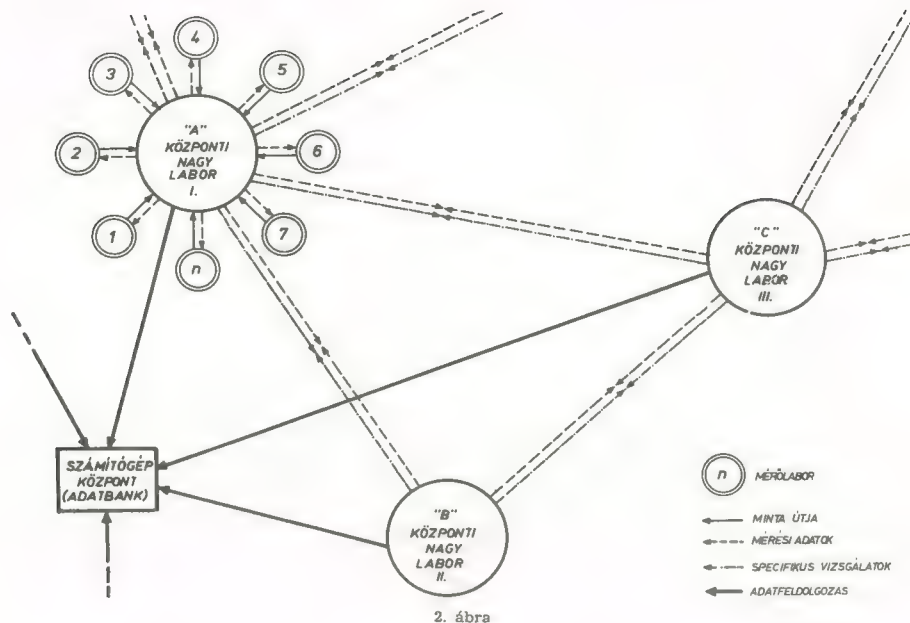 4
3
5
2
6
1
7
n
"A"
KÖZPONTI
NAGY
LABOR
I.
"C"
KÖZPONTI
NAGY
LABOR
III.
"B"
KÖZPONTI
NAGY
LABOR
II.
SZÁMÍTÓGÉP
KÖZPONT
(ADATBANK)
n
MÉRŐLABOR
MINTA ÚTJA
MÉRÉSI ADATOK
SPECIFIKUS VIZSGÁLATOK
ADATFELDOLGOZÁS
2. ábra